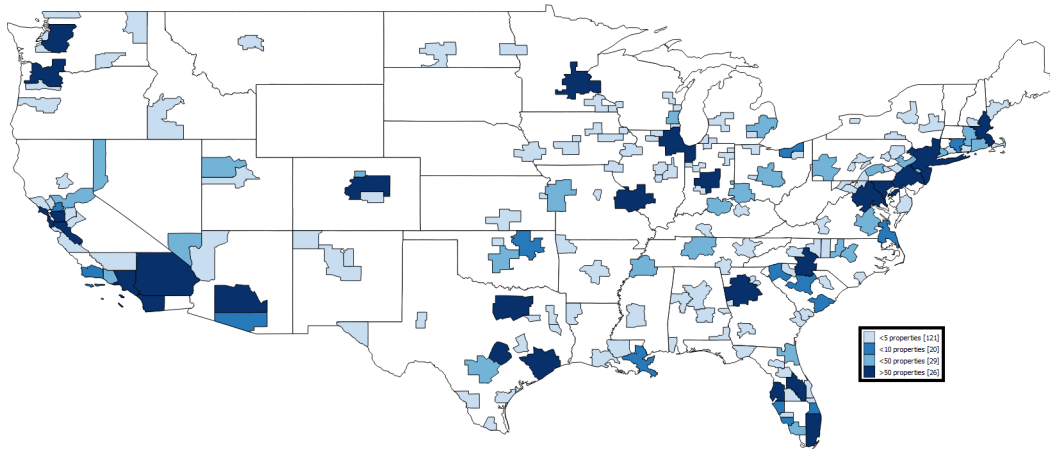 <5 properties [121]
<10 properties [20]
<50 properties [29]
>50 properties [26]